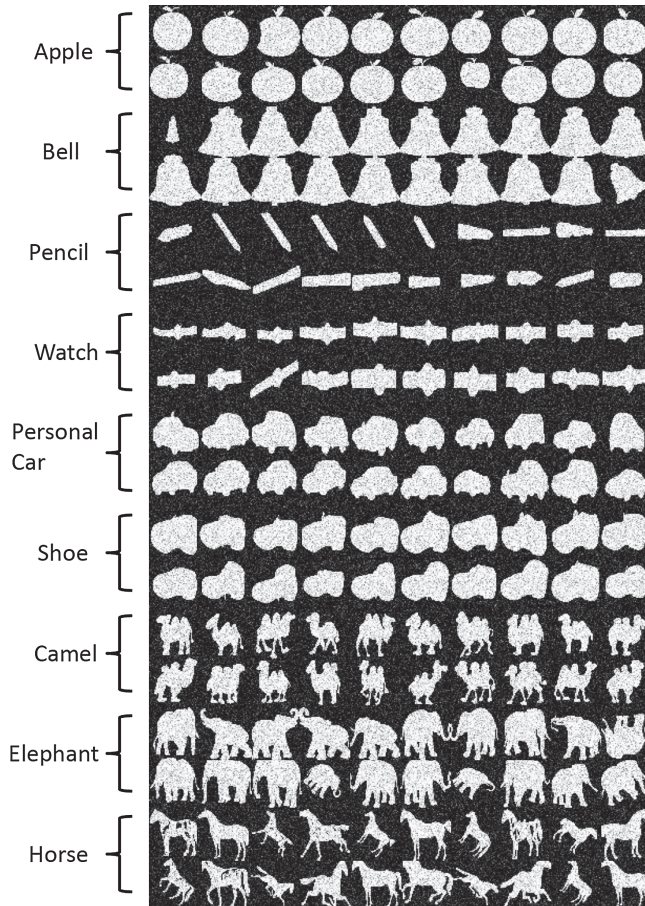 Apple
Bell
Pencil
Watch
Personal
Car
Shoe
Camel
Elephant
Horse